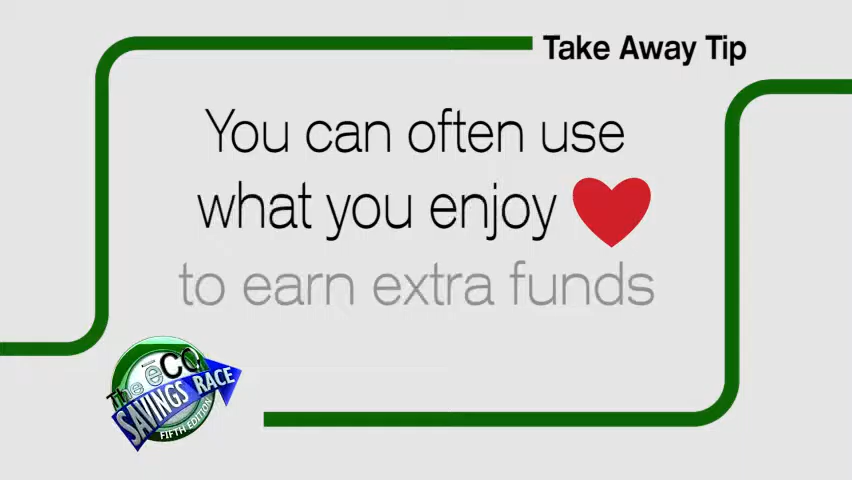 Take Away Tip
You can often use
what you enjoy
to earn extra funds
The eCCU
SAVINGS RACE
FIFTH EDITION